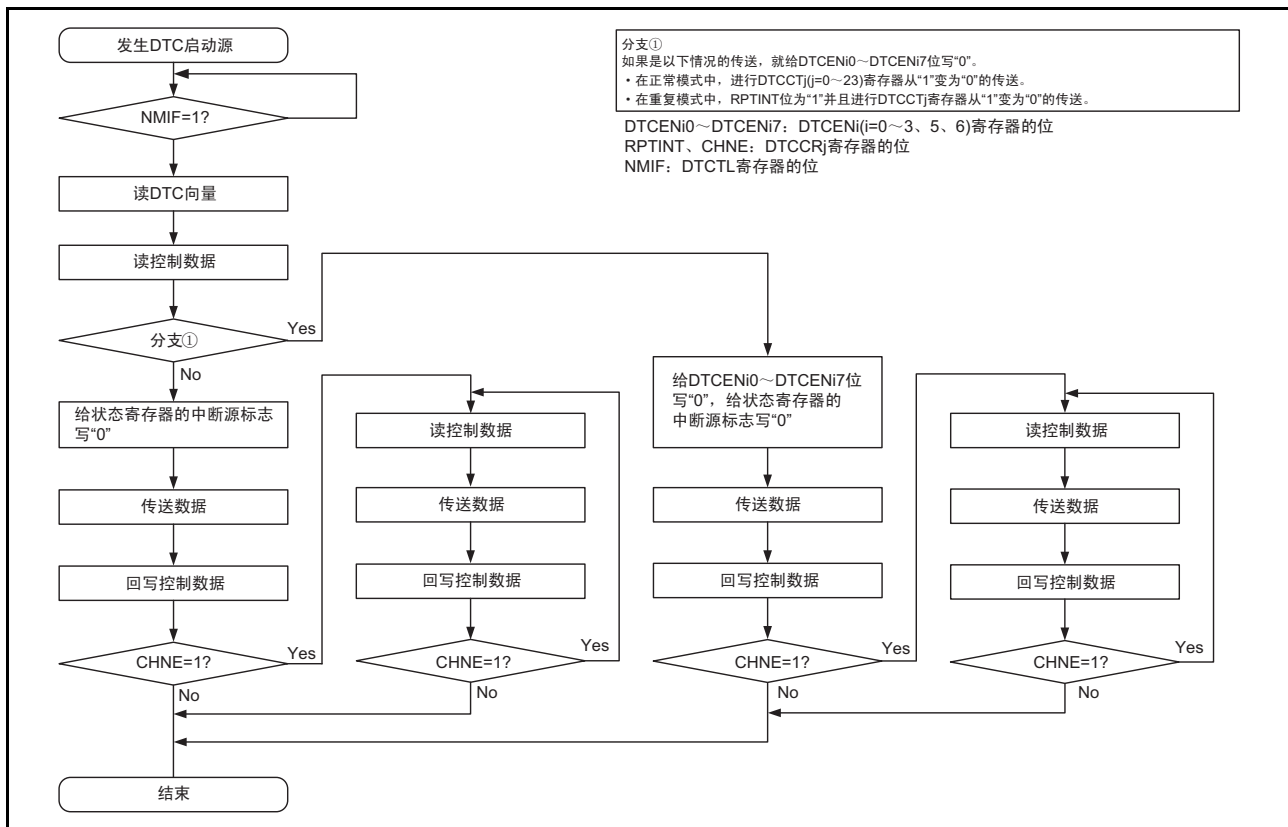 发生DTC启动源
NMIF=1?
读DTC向量
读控制数据
分支①
Yes
No
给状态寄存器的中断源标志
写“0”
传送数据
回写控制数据
CHNE=1?
Yes
No
结束
读控制数据
传送数据
回写控制数据
CHNE=1?
Yes
No
给DTCENi0～DTCENi7位
写“0”，给状态寄存器的
中断源标志写“0”
传送数据
回写控制数据
CHNE=1?
Yes
No
读控制数据
传送数据
回写控制数据
CHNE=1?
Yes
No
分支①
如果是以下情况的传送，就给DTCENi0～DTCENi7位写“0”。
・在正常模式中，进行DTCCTj(j=0～23)寄存器从“1”变为“0”的传送。
・在重复模式中，RPTINT位为“1”并且进行DTCCTj寄存器从“1”变为“0”的传送。
DTCENi0～DTCENi7：DTCENi(i=0～3、5、6)寄存器的位
RPTINT、CHNE：DTCCRj寄存器的位
NMIF：DTCTL寄存器的位